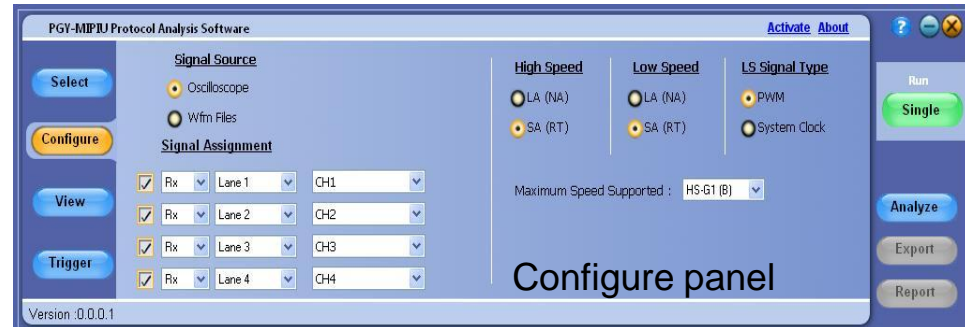 PGY-MIPIU Protocol Analysis Software
Activate About
?
Select
Configure
View
Trigger
Signal Source
Oscilloscope
Wfm Files
Signal Assignment
Rx Lane 1 CH1
Rx Lane 2 CH2
Rx Lane 3 CH3
Rx Lane 4 CH4
High Speed
LA (NA)
SA (RT)
Low Speed
LA (NA)
SA (RT)
LS Signal Type
PWM
System Clock
Maximum Speed Supported : HS-G1 (B)
Configure panel
Run
Single
Analyze
Export
Report
Version :0.0.0.1